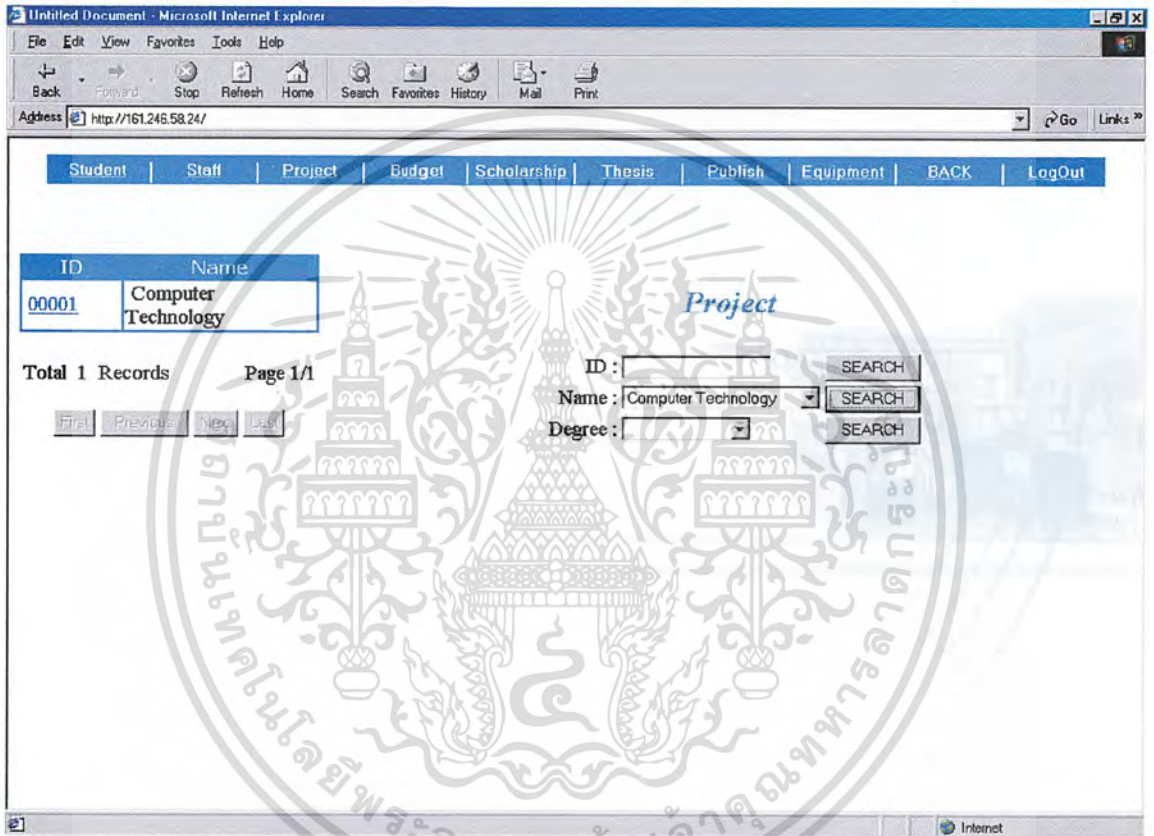 Untitled Document - Microsoft Internet Explorer
File Edit View Favorites Tools Help
Back Forward Stop Refresh Home Search Favorites History Mail Print
Address http://161.246.58.24/ Go Links »
Student | Staff | Project | Budget | Scholarship | Thesis | Publish | Equipment | BACK | LogOut
ID Name
00001 Computer Technology
Project
Total 1 Records Page 1/1
First Previous Next Last
ID : SEARCH
Name : Computer Technology SEARCH
Degree : SEARCH
Internet